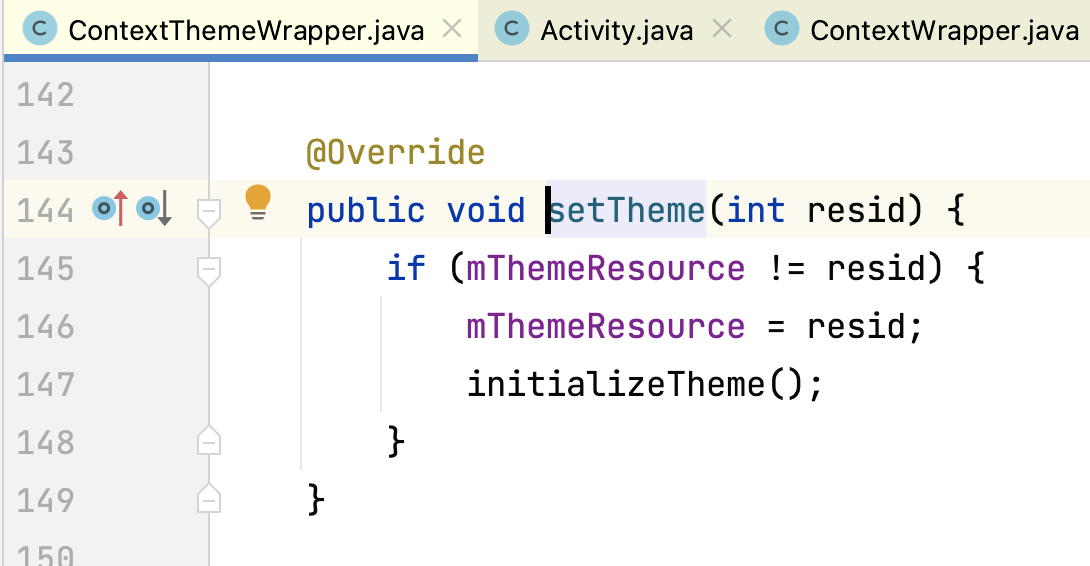 C ContextThemeWrapper.java × C Activity.java × C ContextWrapper.java
142
143 @Override
144 public void setTheme(int resid) {
145 if (mThemeResource != resid) {
146 mThemeResource = resid;
147 initializeTheme();
148 }
149 }
150